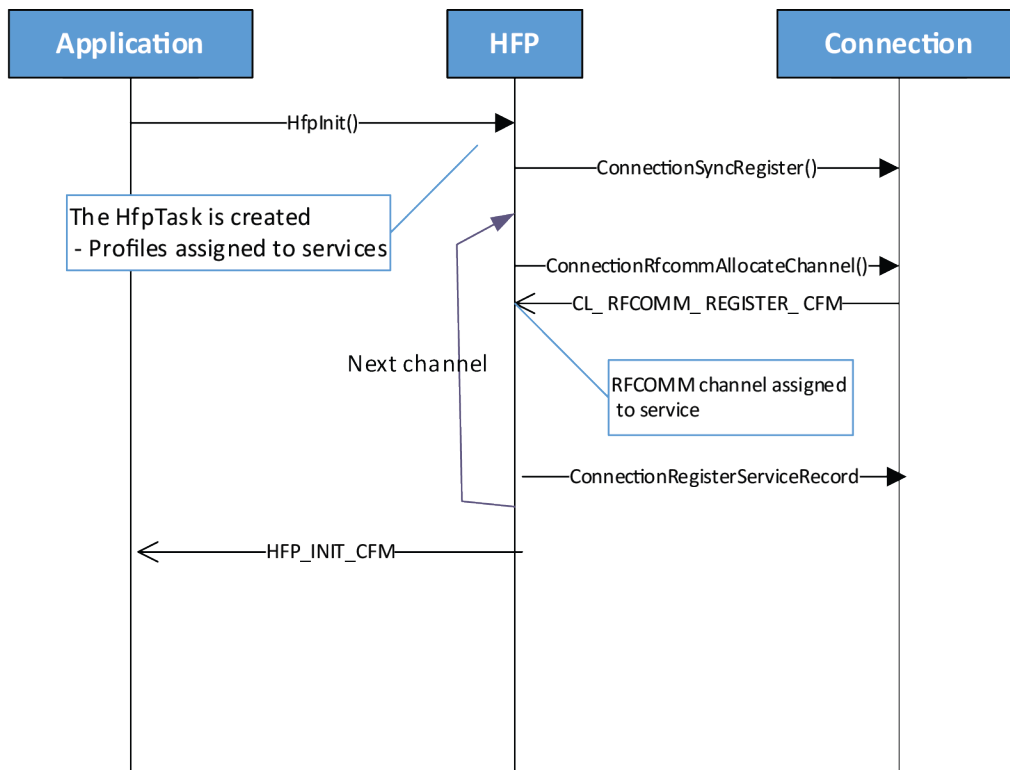 Application
HFP
Connection
HfpInit()
ConnectionSyncRegister()
The HfpTask is created
- Profiles assigned to services
ConnectionRfcommAllocateChannel()
CL_ RFCOMM_ REGISTER_ CFM
Next channel
RFCOMM channel assigned
to service
ConnectionRegisterServiceRecord
HFP_INIT_CFM